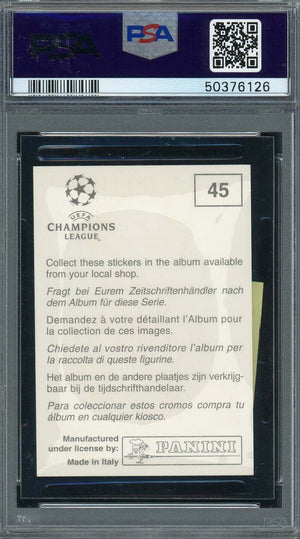 PSA
50376126
45
UEFA
CHAMPIONS
LEAGUE
Collect these stickers in the album available
from your local shop.
Fragt bei Eurem Zeitschriftenhändler nach
dem Album für diese Serie.
Demandez à votre détaillant l'Album pour
la collection de ces images.
Chiedete al vostro rivenditore l'album per
la raccolta di queste figurine.
Het album en de andere plaatjes zijn verkrijg-
baar bij de tijdschrifthandelaar.
Para coleccionar estos cromos compra tu
álbum en cualquier kiosco.
Manufactured
under license by:
Made in Italy
PANINI